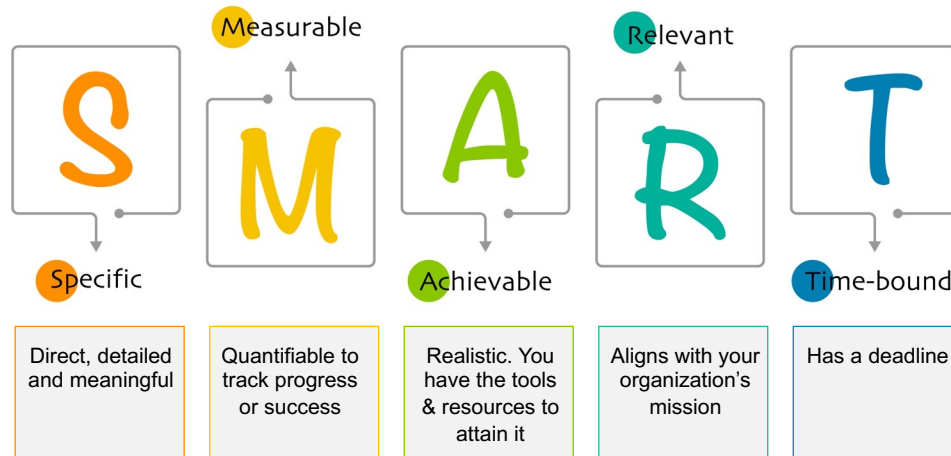 Measurable
Relevant
S
M
A
R
T
Specific
Achievable
Time-bound
Direct, detailed
and meaningful
Quantifiable to
track progress
or success
Realistic. You
have the tools
& resources to
attain it
Aligns with your
organization's
mission
Has a deadline